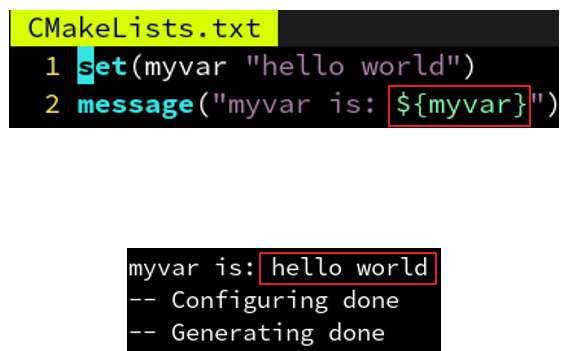 CMakeLists.txt
1 set(myvar "hello world")
2 message("myvar is: ${myvar}")
myvar is: hello world
-- Configuring done
-- Generating done